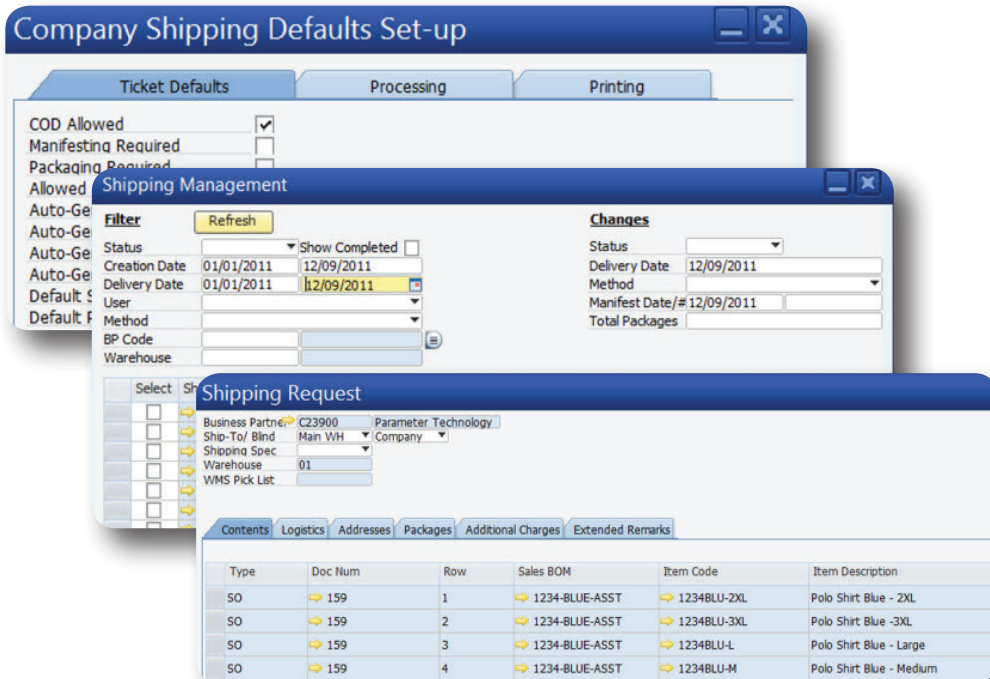 Company Shipping Defaults Set-up
Ticket Defaults Processing Printing
COD Allowed
Manifesting Required
Packaging Required
Allowed
Auto-Ge
Auto-Ge
Auto-Ge
Auto-Ge
Default
Default
Shipping Management
Filter Refresh Changes
Status Show Completed Status
Creation Date 01/01/2011 12/09/2011 Delivery Date 12/09/2011
Delivery Date 01/01/2011 12/09/2011 Method
User Manifest Date/# 12/09/2011
Method Total Packages
BP Code
Warehouse
Select Sh
Shipping Request
Business Partner C23900 Parameter Technology
Ship-To/ Blind Main WH Company
Shipping Spec
Warehouse 01
WMS Pick List
Contents Logistics Addresses Packages Additional Charges Extended Remarks
Type Doc Num Row Sales BOM Item Code Item Description
SO 159 1 1234-BLUE-ASST 1234BLU-2XL Polo Shirt Blue - 2XL
SO 159 2 1234-BLUE-ASST 1234BLU-3XL Polo Shirt Blue -3XL
SO 159 3 1234-BLUE-ASST 1234BLU-L Polo Shirt Blue - Large
SO 159 4 1234-BLUE-ASST 1234BLU-M Polo Shirt Blue - Medium